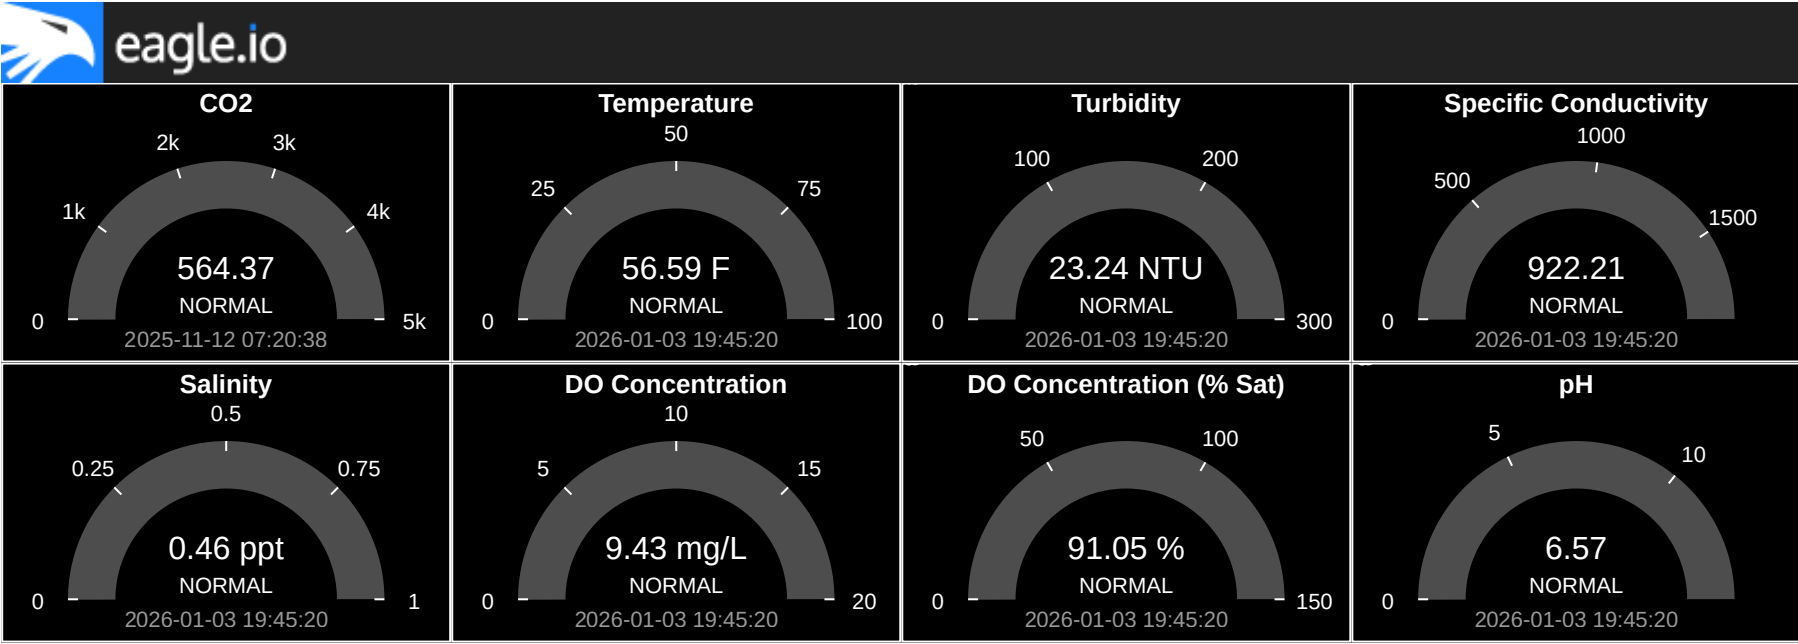 eagle.io
CO2
2k
3k
1k
4k
564.37
NORMAL
0
5k
2025-11-12 07:20:38
Temperature
50
25
75
56.59 F
NORMAL
0
100
2026-01-03 19:45:20
Turbidity
100
200
23.24 NTU
NORMAL
0
300
2026-01-03 19:45:20
Specific Conductivity
1000
500
1500
922.21
NORMAL
0
2026-01-03 19:45:20
Salinity
0.5
0.25
0.75
0.46 ppt
NORMAL
0
1
2026-01-03 19:45:20
DO Concentration
10
5
15
9.43 mg/L
NORMAL
0
20
2026-01-03 19:45:20
DO Concentration (% Sat)
50
100
91.05 %
NORMAL
0
150
2026-01-03 19:45:20
pH
5
10
6.57
NORMAL
0
2026-01-03 19:45:20